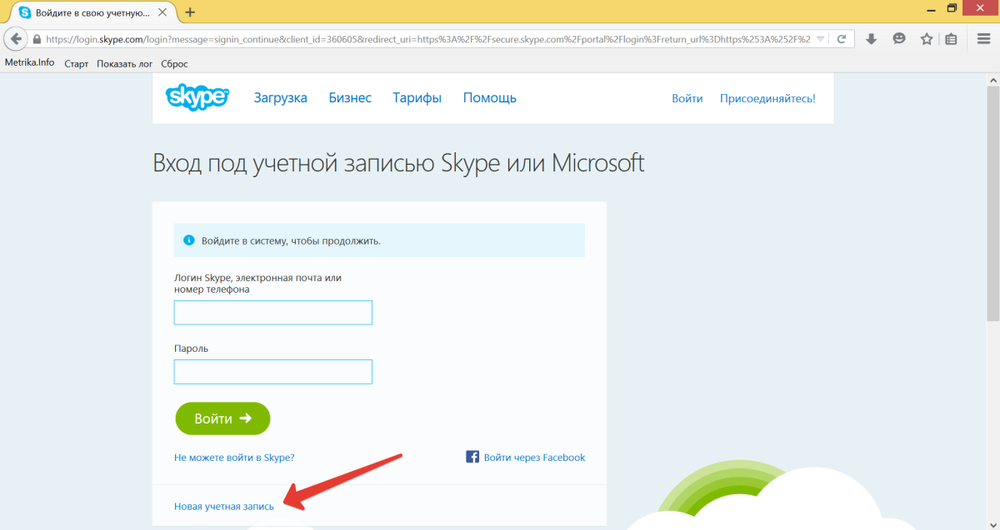 Войдите в свою учетную...
https://login.skype.com/login?message=signin_continue&client_id=360605&redirect_uri=https%3A%2F%2Fsecure.skype.com%2Fportal%2Flogin%3Freturn_url%3Dhttps%253A%252F%2
Metrika.Info Старт Показать лог Сброс
skype™ Загрузка Бизнес Тарифы Помощь Войти Присоединяйтесь!
Вход под учетной записью Skype или Microsoft
Войдите в систему, чтобы продолжить.
Логин Skype, электронная почта или
номер телефона
Пароль
Войти
Не можете войти в Skype? Войти через Facebook
Новая учетная запись